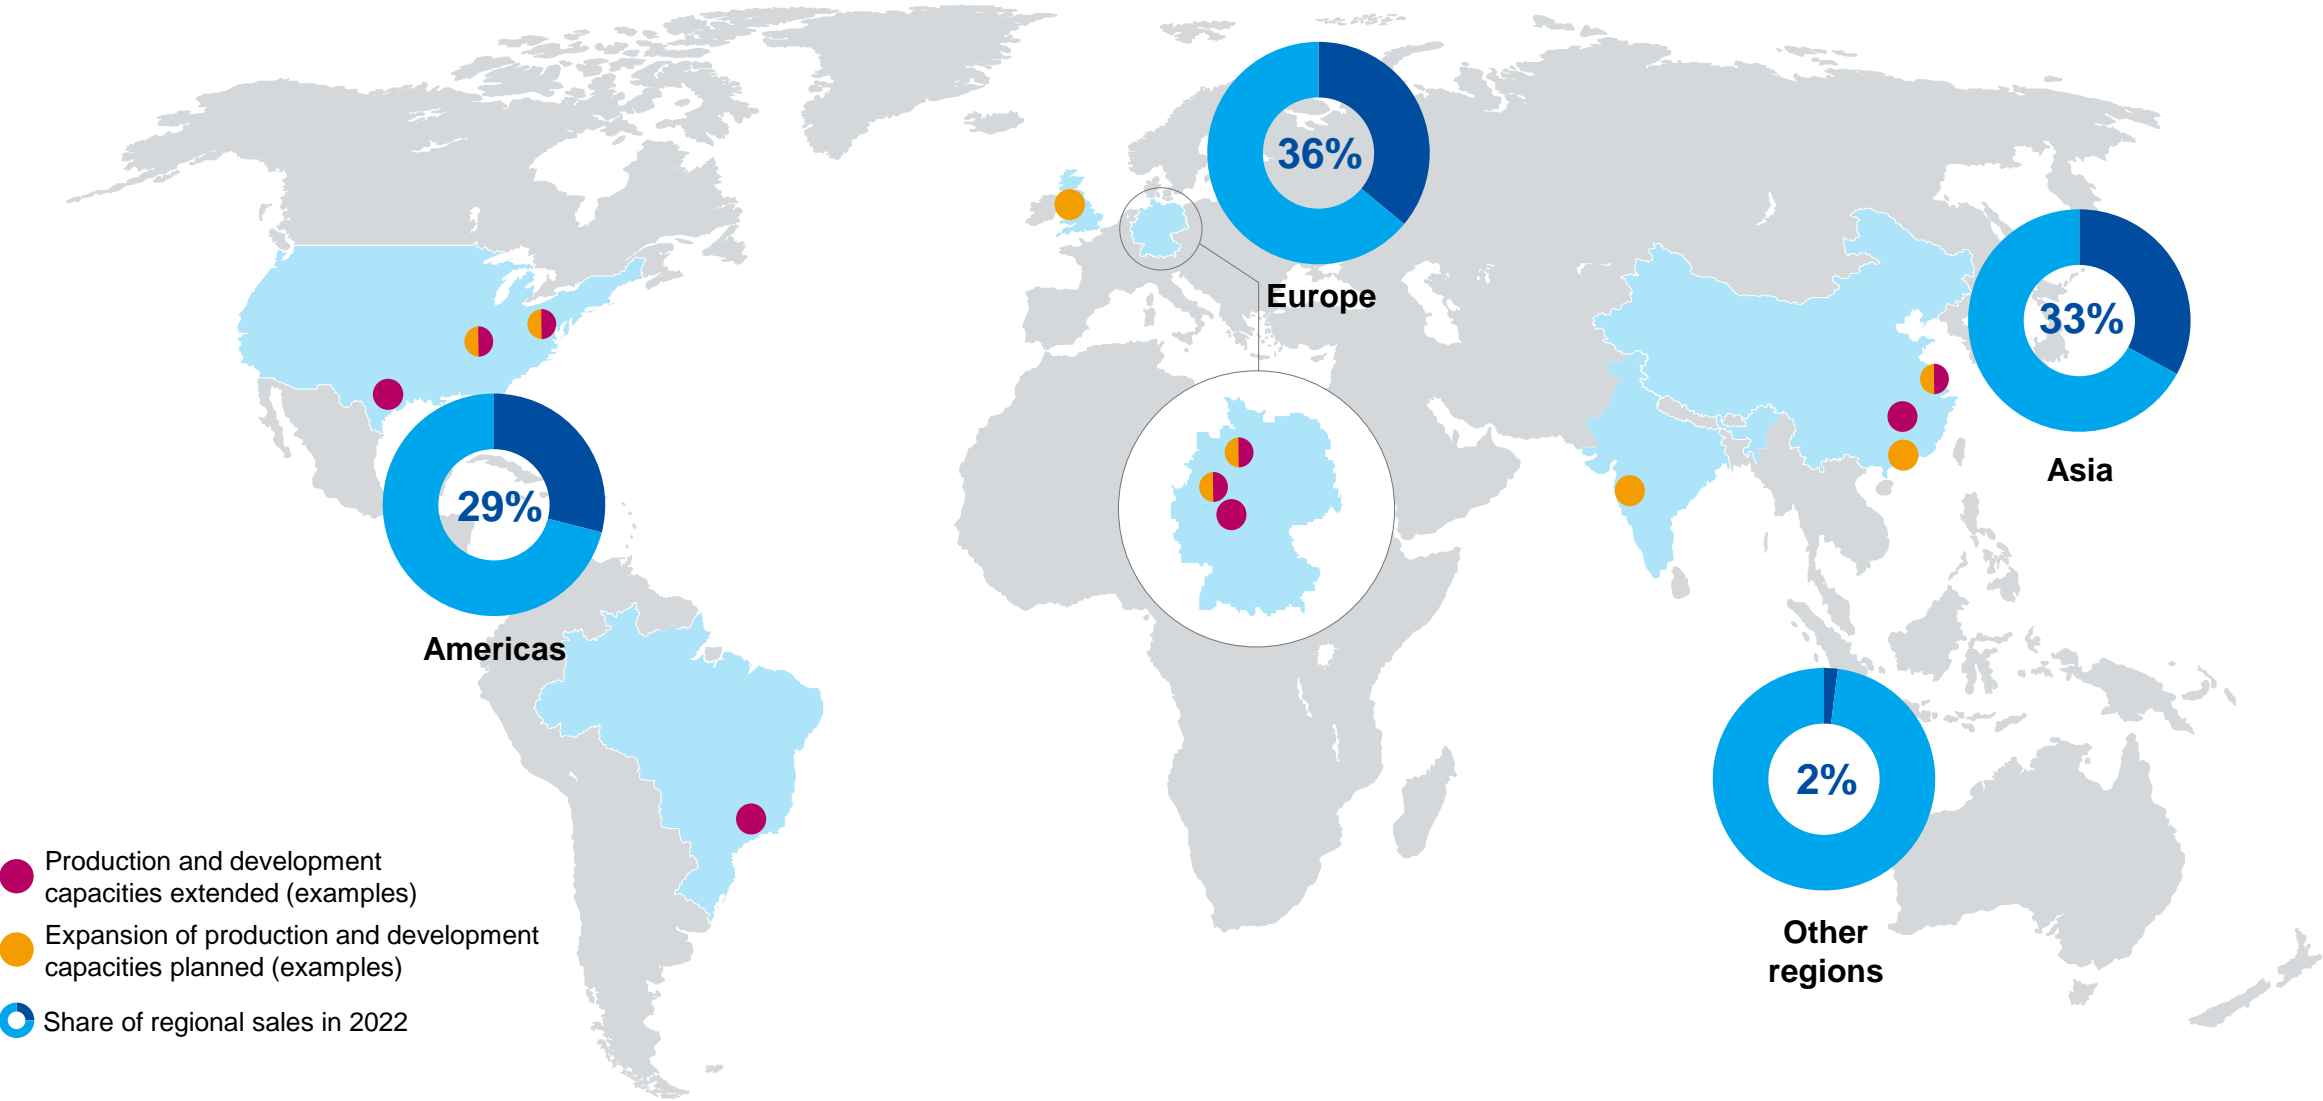 36%
Europe
33%
Asia
29%
Americas
2%
Other
regions
Production and development
capacities extended (examples)
Expansion of production and development
capacities planned (examples)
Share of regional sales in 2022